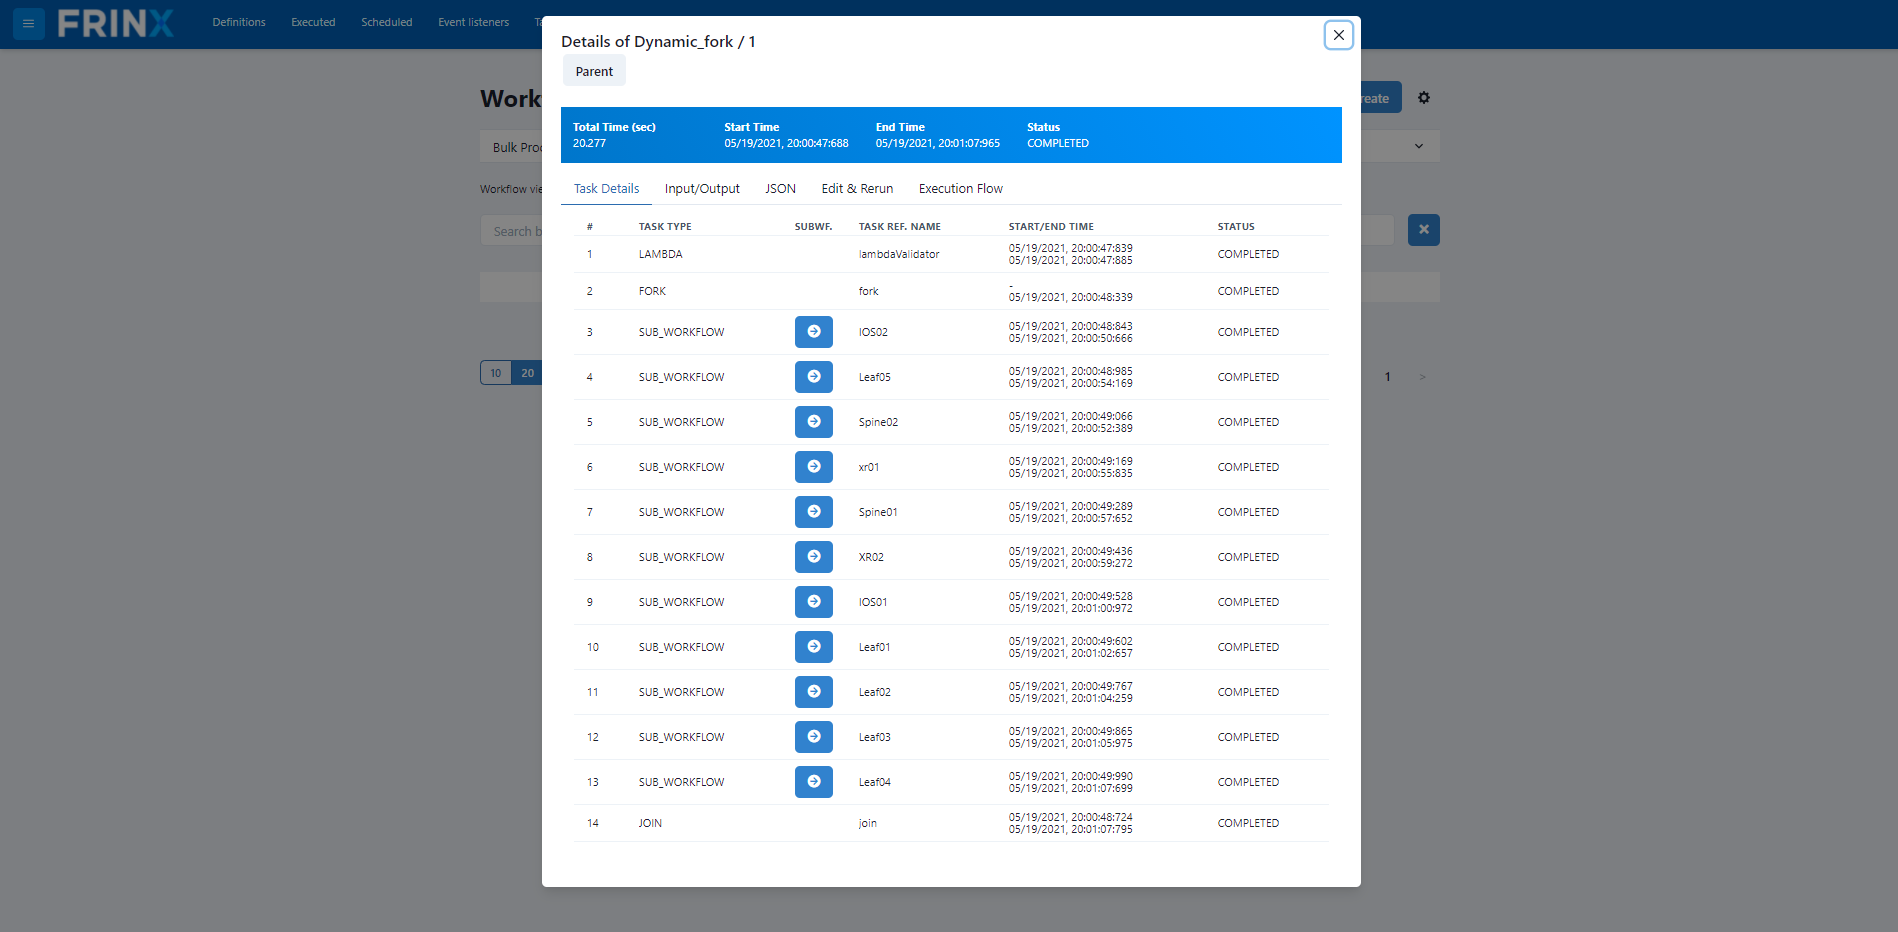 FRINX Definitions Executed Scheduled Event listeners
Details of Dynamic_fork / 1
Parent
Total Time (sec) Start Time End Time Status
20.277 05/19/2021, 20:00:47:688 05/19/2021, 20:01:07:965 COMPLETED
Task Details Input/Output JSON Edit & Rerun Execution Flow
# TASK TYPE SUBWF. TASK REF. NAME START/END TIME STATUS
1 LAMBDA lambdaValidator 05/19/2021, 20:00:47:839 COMPLETED
05/19/2021, 20:00:47:885
2 FORK fork - COMPLETED
05/19/2021, 20:00:48:339
3 SUB_WORKFLOW IOS02 05/19/2021, 20:00:48:843 COMPLETED
05/19/2021, 20:00:50:666
4 SUB_WORKFLOW Leaf05 05/19/2021, 20:00:48:985 COMPLETED
05/19/2021, 20:00:54:169
5 SUB_WORKFLOW Spine02 05/19/2021, 20:00:49:066 COMPLETED
05/19/2021, 20:00:52:389
6 SUB_WORKFLOW xr01 05/19/2021, 20:00:49:169 COMPLETED
05/19/2021, 20:00:55:835
7 SUB_WORKFLOW Spine01 05/19/2021, 20:00:49:289 COMPLETED
05/19/2021, 20:00:57:652
8 SUB_WORKFLOW XR02 05/19/2021, 20:00:49:436 COMPLETED
05/19/2021, 20:00:59:272
9 SUB_WORKFLOW IOS01 05/19/2021, 20:00:49:528 COMPLETED
05/19/2021, 20:01:00:972
10 SUB_WORKFLOW Leaf01 05/19/2021, 20:00:49:602 COMPLETED
05/19/2021, 20:01:02:657
11 SUB_WORKFLOW Leaf02 05/19/2021, 20:00:49:767 COMPLETED
05/19/2021, 20:01:04:259
12 SUB_WORKFLOW Leaf03 05/19/2021, 20:00:49:865 COMPLETED
05/19/2021, 20:01:05:975
13 SUB_WORKFLOW Leaf04 05/19/2021, 20:00:49:990 COMPLETED
05/19/2021, 20:01:07:699
14 JOIN join 05/19/2021, 20:00:48:724 COMPLETED
05/19/2021, 20:01:07:795
Bulk
Workflow
Search
10 20 1 >